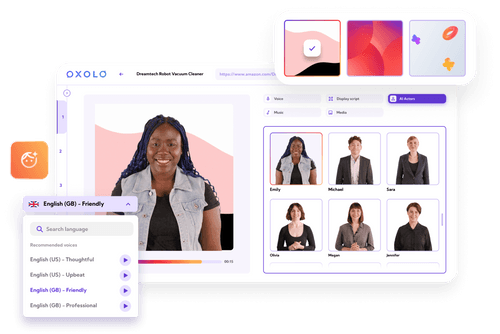 OXOLO
Dreamtech Robot Vacuum Cleaner
https://www.amazon.com/D
Voice
Display script
AI Actors
Music
Media
1
2
3
Emily
Michael
Sara
Olivia
Megan
Jennifer
00:15
English (GB) - Friendly
Search language
Recommended voices
English (US) - Thoughtful
English (US) - Upbeat
English (GB) - Friendly
English (GB) - Professional